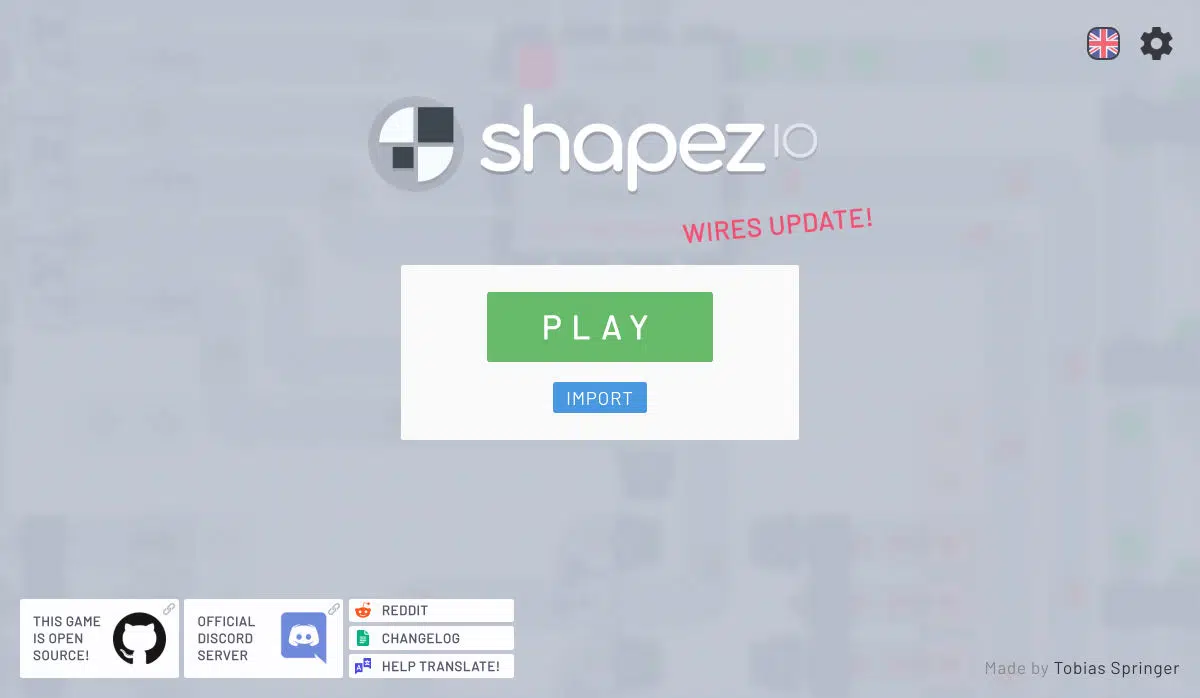 shapez IO
WIRES UPDATE!
PLAY
IMPORT
THIS GAME
IS OPEN
SOURCE!
OFFICIAL
DISCORD
SERVER
REDDIT
CHANGELOG
HELP TRANSLATE!
Made by Tobias Springer